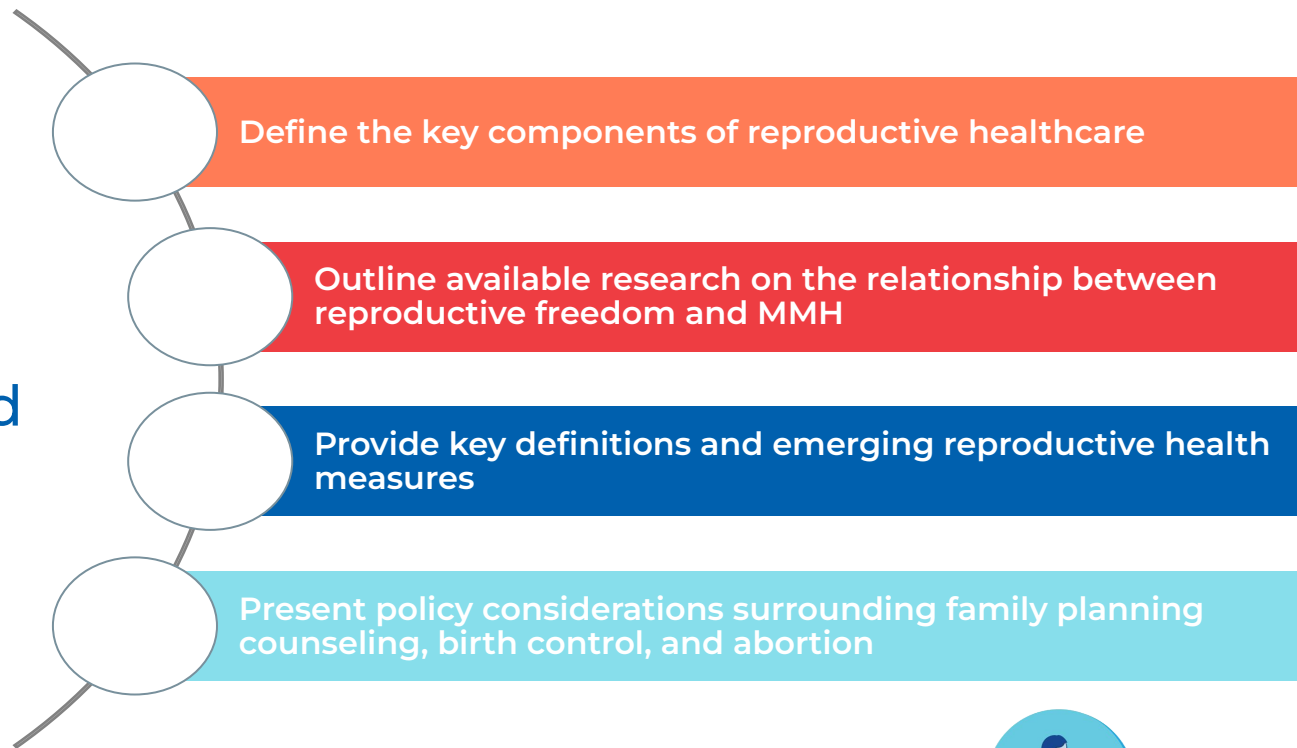 Define the key components of reproductive healthcare
Outline available research on the relationship between
reproductive freedom and MMH
Provide key definitions and emerging reproductive health
measures
Present policy considerations surrounding family planning
counseling, birth control, and abortion